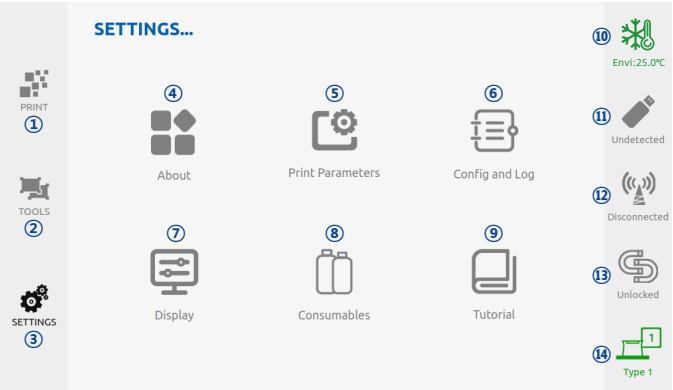 SETTINGS...
PRINT
①
TOOLS
②
SETTINGS
③
④
About
⑤
Print Parameters
⑥
Config and Log
⑦
Display
⑧
Consumables
⑨
Tutorial
⑩
Envi:25.0℃
⑪
Undetected
⑫
Disconnected
⑬
Unlocked
⑭
1
Type 1